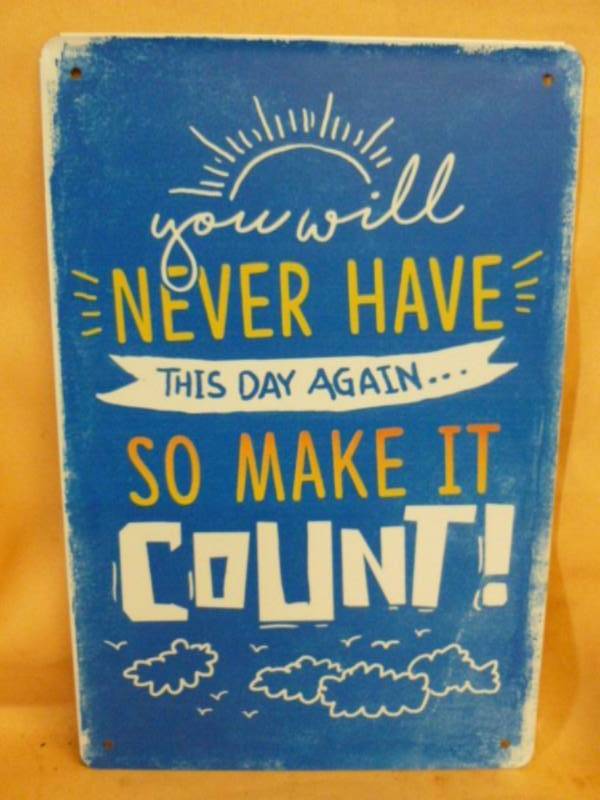 you will
NEVER HAVE
THIS DAY AGAIN...
SO MAKE IT
COUNT!